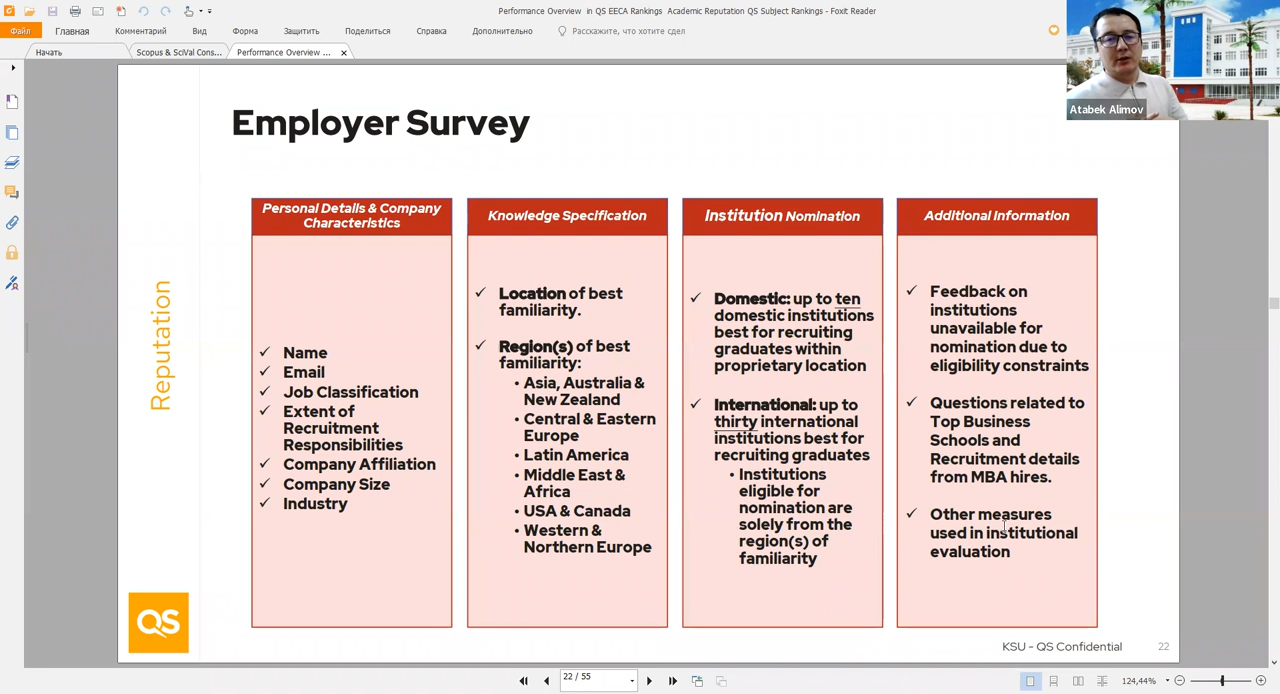 Performance Overview in QS EECA Rankings Academic Reputation QS Subject Rankings - Foxit Reader
Файл
Главная
Комментарий
Вид
Форма
Защитить
Поделиться
Справка
Дополнительно
Расскажите, что хотите сдел
Начать
Scopus & SciVal Cons...
Performance Overview ...
Atabek Alimov
Employer Survey
Reputation
Personal Details & Company
Characteristics
Name
Email
Job Classification
Extent of
Recruitment
Responsibilities
Company Affiliation
Company Size
Industry
Knowledge Specification
Location of best
familiarity.
Region(s) of best
familiarity:
• Asia, Australia &
New Zealand
• Central & Eastern
Europe
• Latin America
• Middle East &
Africa
• USA & Canada
• Western &
Northern Europe
Institution Nomination
Domestic: up to ten
domestic institutions
best for recruiting
graduates within
proprietary location
International: up to
thirty international
institutions best for
recruiting graduates
• Institutions
eligible for
nomination are
solely from the
region(s) of
familiarity
Additional Information
Feedback on
institutions
unavailable for
nomination due to
eligibility constraints
Questions related to
Top Business
Schools and
Recruitment details
from MBA hires.
Other measures
used in institutional
evaluation
QS
KSU - QS Confidential
22
22 / 55
124,44%